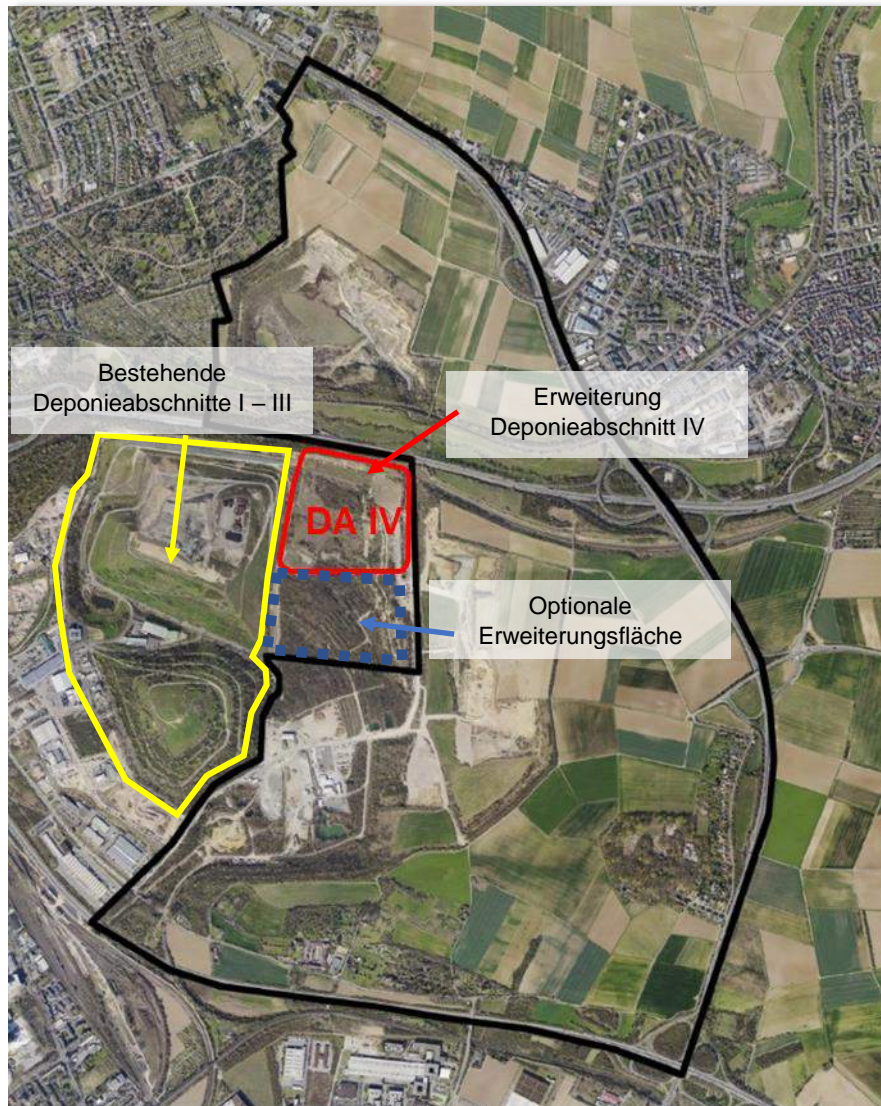 Bestehende
Deponieabschnitte I – III
Erweiterung
Deponieabschnitt IV
DA IV
Optionale
Erweiterungsfläche